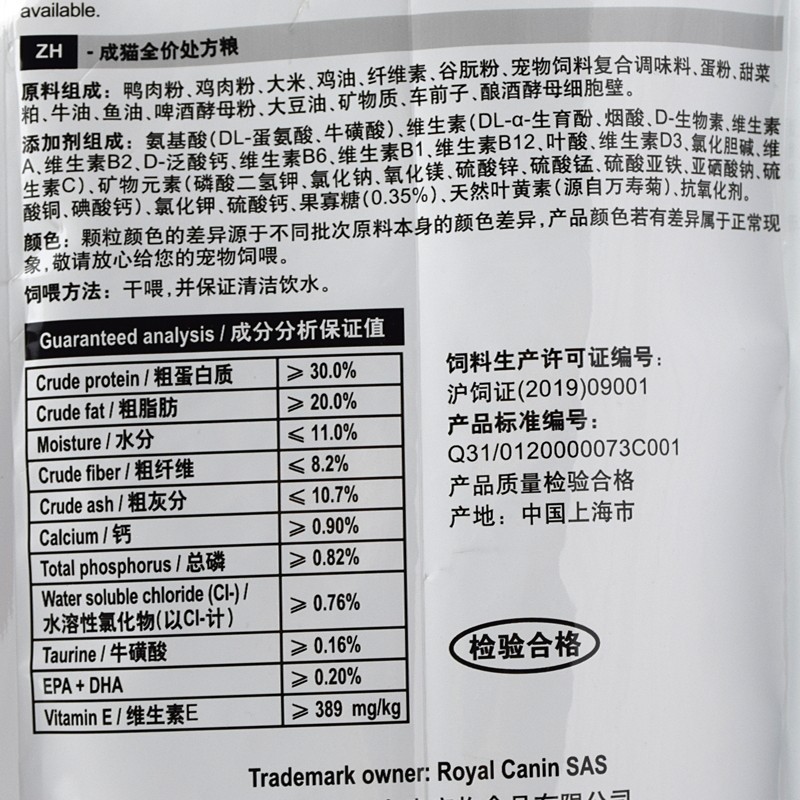 available.
ZH - 成猫全价处方粮
原料组成：鸭肉粉、鸡肉粉、大米、鸡油、纤维素、谷朊粉、宠物饲料复合调味料、蛋粉、甜菜
粕、牛油、鱼油、啤酒酵母粉、大豆油、矿物质、车前子、酿酒酵母细胞壁。
添加剂组成：氨基酸(DL-蛋氨酸、牛磺酸)、维生素(DL-α-生育酚、烟酸、D-生物素、维生素
A、维生素B2、D-泛酸钙、维生素B6、维生素B1、维生素B12、叶酸、维生素D3、氯化胆碱、维
生素C)、矿物元素(磷酸二氢钾、氯化钠、氧化镁、硫酸锌、硫酸锰、硫酸亚铁、亚硒酸钠、硫
酸铜、碘酸钙)、氯化钾、硫酸钙、果寡糖(0.35%)、天然叶黄素(源自万寿菊)、抗氧化剂。
颜色：颗粒颜色的差异源于不同批次原料本身的颜色差异,产品颜色若有差异属于正常现
象,敬请放心给您的宠物饲喂。
饲喂方法：干喂,并保证清洁饮水。
Guaranteed analysis / 成分分析保证值
Crude protein / 粗蛋白质 ⩾ 30.0%
Crude fat / 粗脂肪 ⩾ 20.0%
Moisture / 水分 ⩽ 11.0%
Crude fiber / 粗纤维 ⩽ 8.2%
Crude ash / 粗灰分 ⩽ 10.7%
Calcium / 钙 ⩾ 0.90%
Total phosphorus / 总磷 ⩾ 0.82%
Water soluble chloride (Cl-) /
水溶性氯化物(以Cl-计) ⩾ 0.76%
Taurine / 牛磺酸 ⩾ 0.16%
EPA + DHA ⩾ 0.20%
Vitamin E / 维生素E ⩾ 389 mg/kg
饲料生产许可证编号：
沪饲证(2019)09001
产品标准编号：
Q31/0120000073C001
产品质量检验合格
产地：中国上海市
检验合格
Trademark owner: Royal Canin SAS